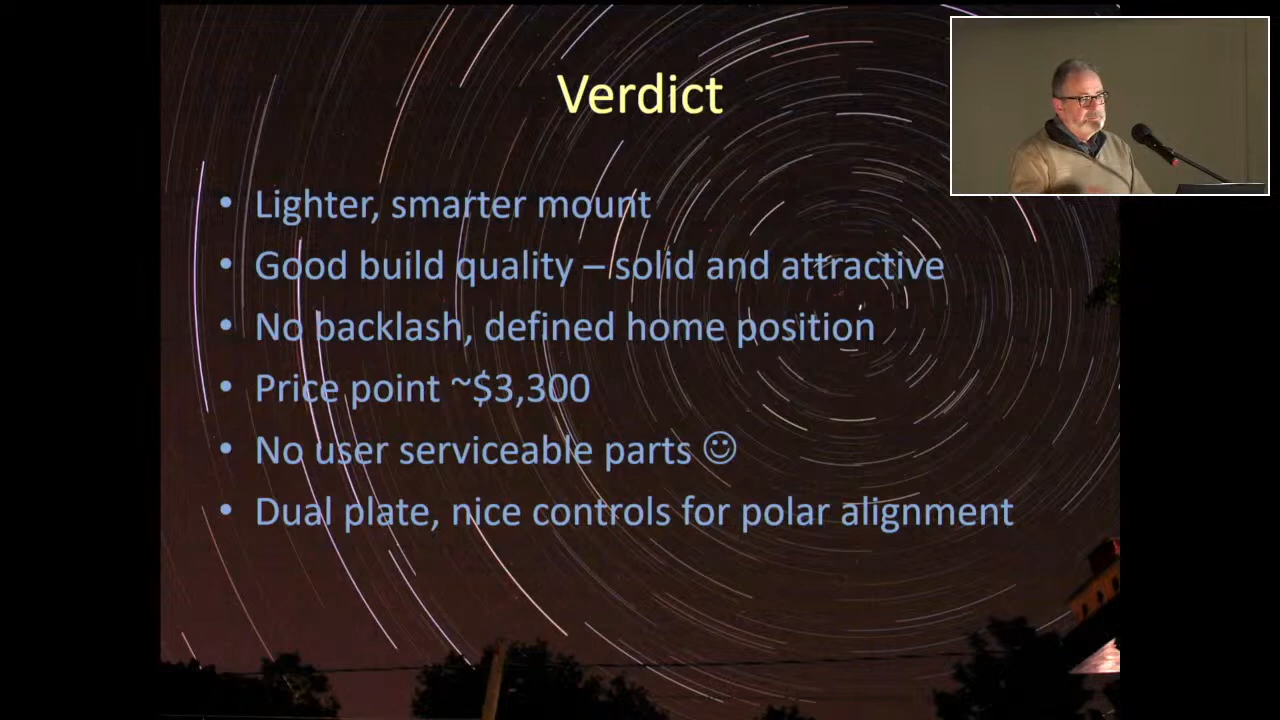 Verdict
• Lighter, smarter mount
• Good build quality – solid and attractive
• No backlash, defined home position
• Price point ~$3,300
• No user serviceable parts ☺
• Dual plate, nice controls for polar alignment